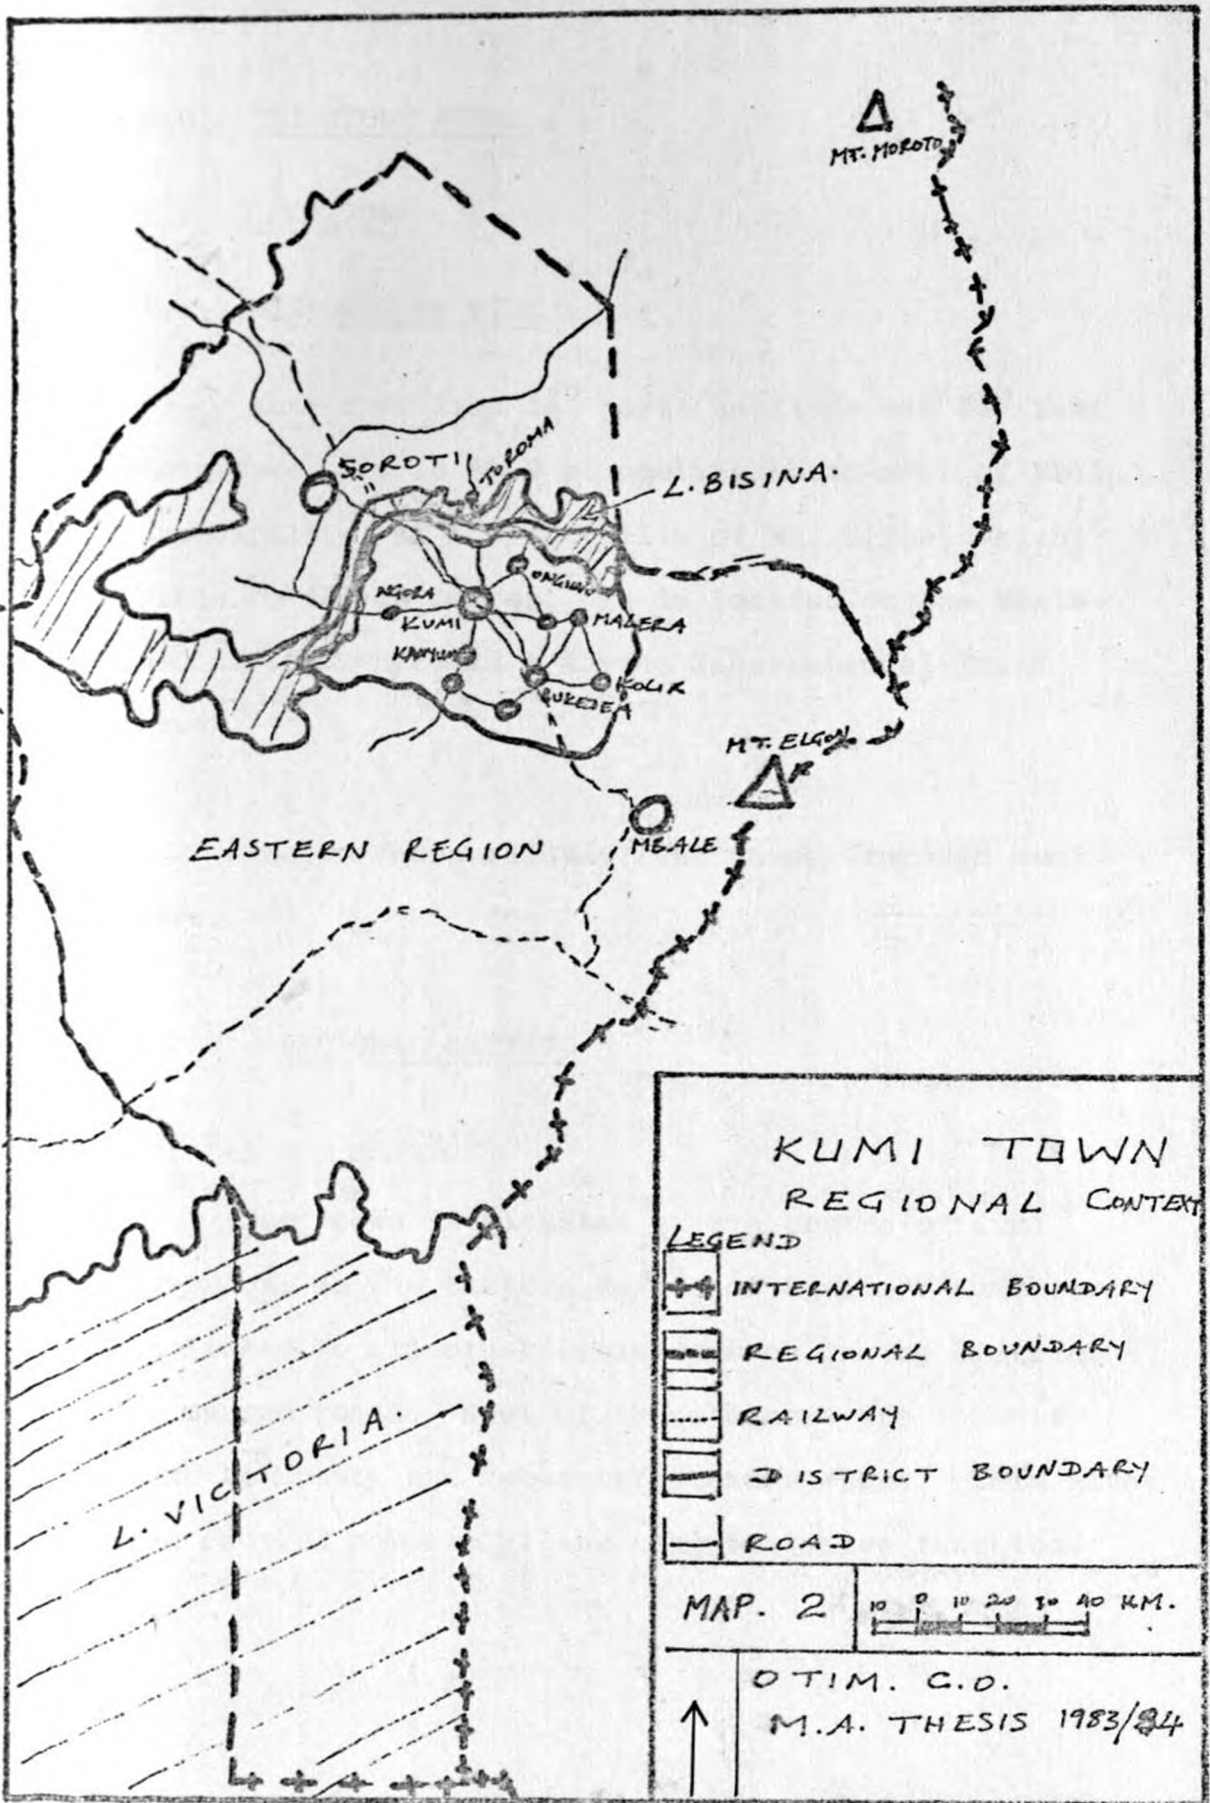 MT. MOROTO
SOROTI
TOROMA
L. BISINA.
NGORA
KUMI
MALERA
KOLIR
MT. ELGON
EASTERN REGION
MBALE
L. VICTORIA
KUMI TOWN
REGIONAL CONTEXT
LEGEND
INTERNATIONAL BOUNDARY
REGIONAL BOUNDARY
RAILWAY
DISTRICT BOUNDARY
ROAD
MAP. 2
10 0 10 20 30 40 KM.
OTIM. G.O.
M.A. THESIS 1983/84